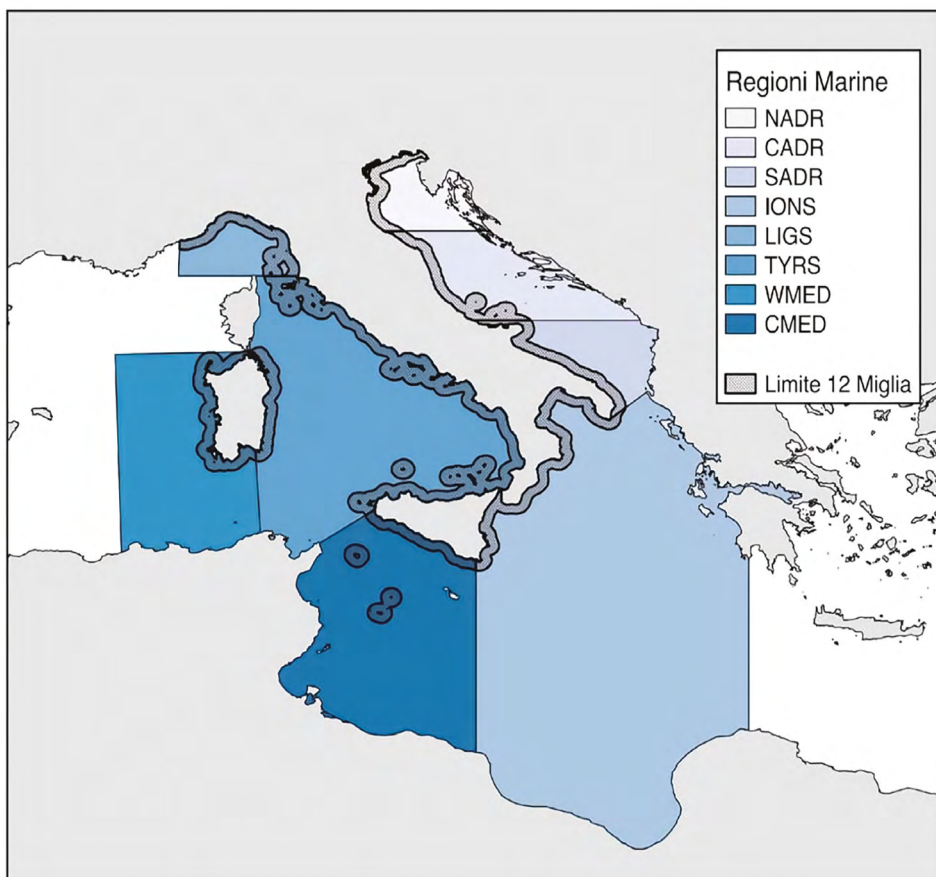 Regioni Marine
NADR
CADR
SADR
IONS
LIGS
TYRS
WMED
CMED
Limite 12 Miglia